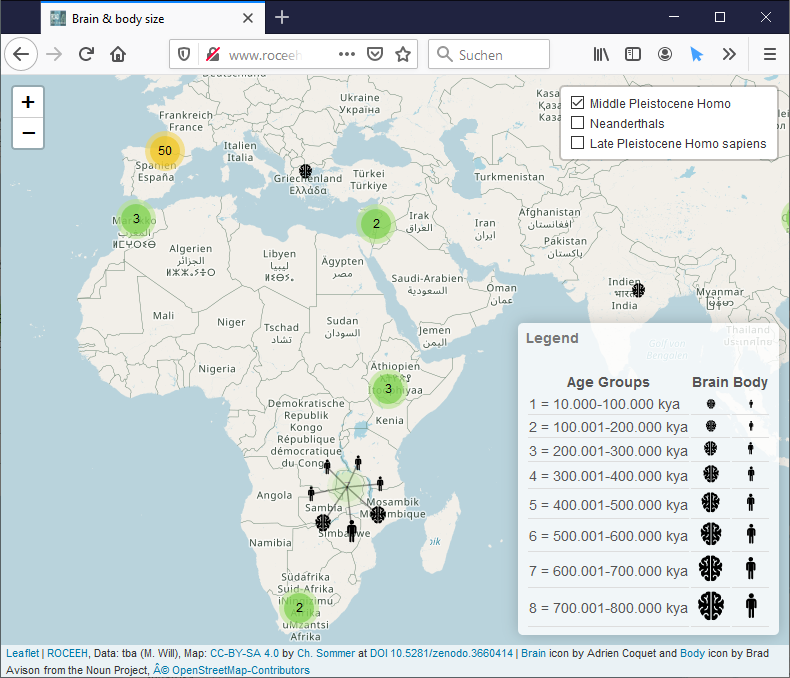 Brain & body size
www.roceeh
Suchen
+
−
Middle Pleistocene Homo
Neanderthals
Late Pleistocene Homo sapiens
Deutschland
Ukraine
Україна
Frankreich
France
50
Italien
Italia
Spanien
España
Griechenland
Ελλάδα
Türkei
Türkiye
Turkmenistan
3
2
Irak
العراق
Iran
ایران
Afghanistan
افغانستان
Pakistan
پاکستان
Algerien
الجزائر
ⵍⵣⵣⴰⵢⴻⵔ
Libyen
ليبيا
Ägypten
مصر
Saudi-Arabien
السعودية
Oman
عمان
Indien
भारत
India
Myanmar
Mali
Niger
Tschad
تشاد
Sudan
السودان
Jemen
اليمن
Thailand
Golf von
Bengalen
Nigeria
Äthiopien
3
Kenia
Demokratische
Republik
Kongo
République
démocratique
du Congo
Angola
Sambia
Mosambik
Moçambique
Simbabwe
Namibia
Südafrika
Suid-Afrika
iNingizimu
Afrika
uMzantsi
Afrika
2
Legend
Age Groups Brain Body
1 = 10.000-100.000 kya
2 = 100.001-200.000 kya
3 = 200.001-300.000 kya
4 = 300.001-400.000 kya
5 = 400.001-500.000 kya
6 = 500.001-600.000 kya
7 = 600.001-700.000 kya
8 = 700.001-800.000 kya
Leaflet | ROCEEH, Data: tba (M. Will), Map: CC-BY-SA 4.0 by Ch. Sommer at DOI 10.5281/zenodo.3660414 | Brain icon by Adrien Coquet and Body icon by Brad
Avison from the Noun Project, Â© OpenStreetMap-Contributors